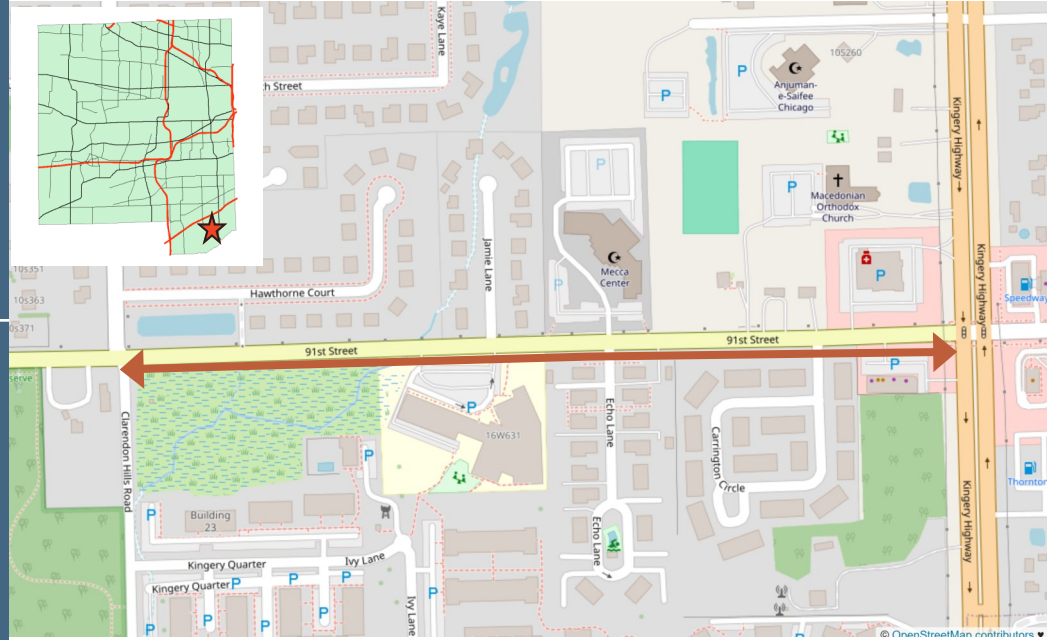 Kaye Lane
h Street
10S260
Anjuman-
e-Saifee
Chicago
P
P
Kingery Highway
P
P
Macedonian
Orthodox
Church
Jamie Lane
Mecca
Center
P
P
Kingery Highway
Speedway
10s351
10s363
0s371
Hawthorne Court
91st Street
91st Street
erve
P
P
16W631
Clarendon Hills Road
Echo Lane
Carrington Circle
P
P
Building
23
Thornton
Kingery Highway
Echo Lane
Ivy Lane
Kingery Quarter
Kingery Quarter
P
P
P
P
P
P
P
P
Ivy Lane
© OpenStreetMap contributors ♥